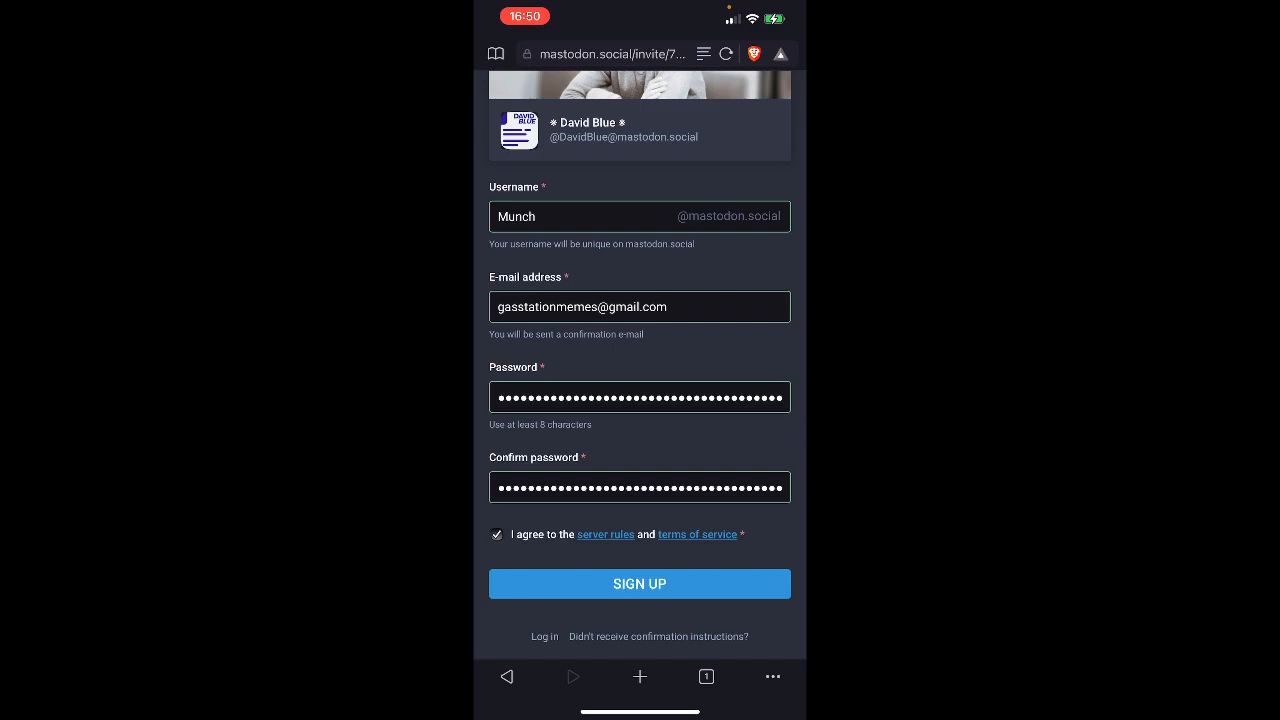 16:50
mastodon.social/invite/7...
DAVID
BLUE
⁕ David Blue ⁕
@DavidBlue@mastodon.social
Username *
Munch @mastodon.social
Your username will be unique on mastodon.social
E-mail address *
gasstationmemes@gmail.com
You will be sent a confirmation e-mail
Password *
Use at least 8 characters
Confirm password *
I agree to the server rules and terms of service *
SIGN UP
Log in Didn't receive confirmation instructions?
1